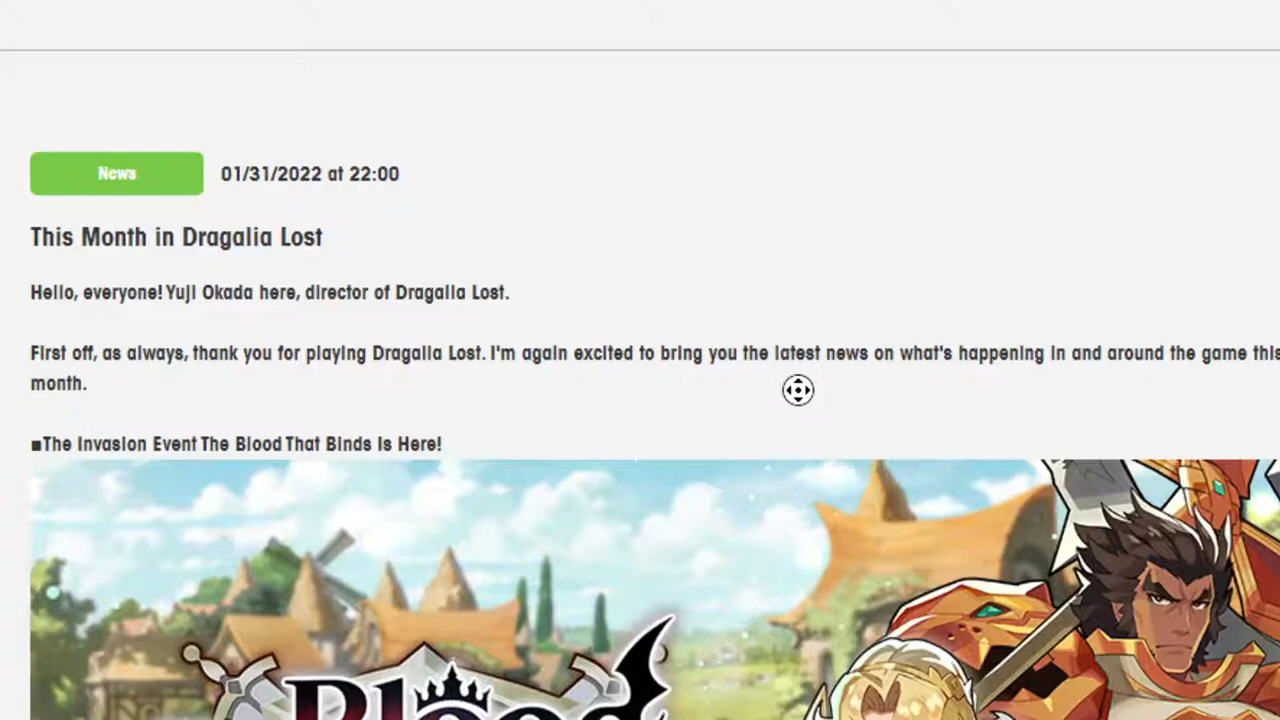 News 01/31/2022 at 22:00
This Month in Dragalia Lost
Hello, everyone! Yuji Okada here, director of Dragalia Lost.
First off, as always, thank you for playing Dragalia Lost. I'm again excited to bring you the latest news on what's happening in and around the game this
month.
■The Invasion Event The Blood That Binds Is Here!
Blood